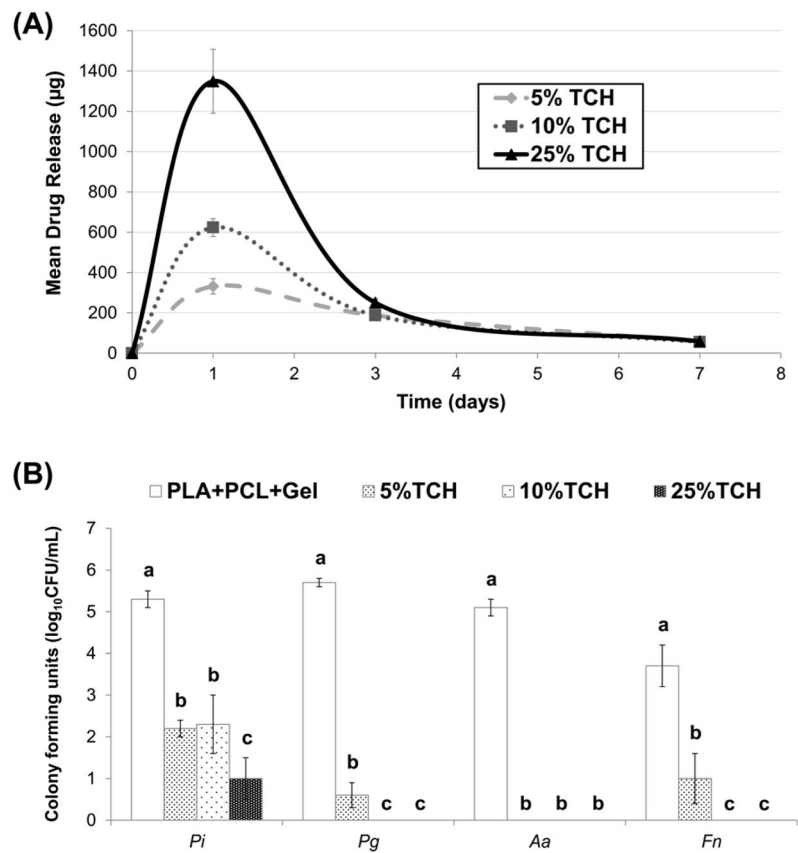 (A)
1600
1400
1200
1000
800
600
400
200
0
Mean Drug Release (µg)
5% TCH
10% TCH
25% TCH
0 1 2 3 4 5 6 7 8
Time (days)
(B)
PLA+PCL+Gel 5%TCH 10%TCH 25%TCH
7
6
5
4
3
2
1
0
Colony forming units (log₁₀CFU/mL)
a b b c a b c c a b b b a b c c
Pi Pg Aa Fn